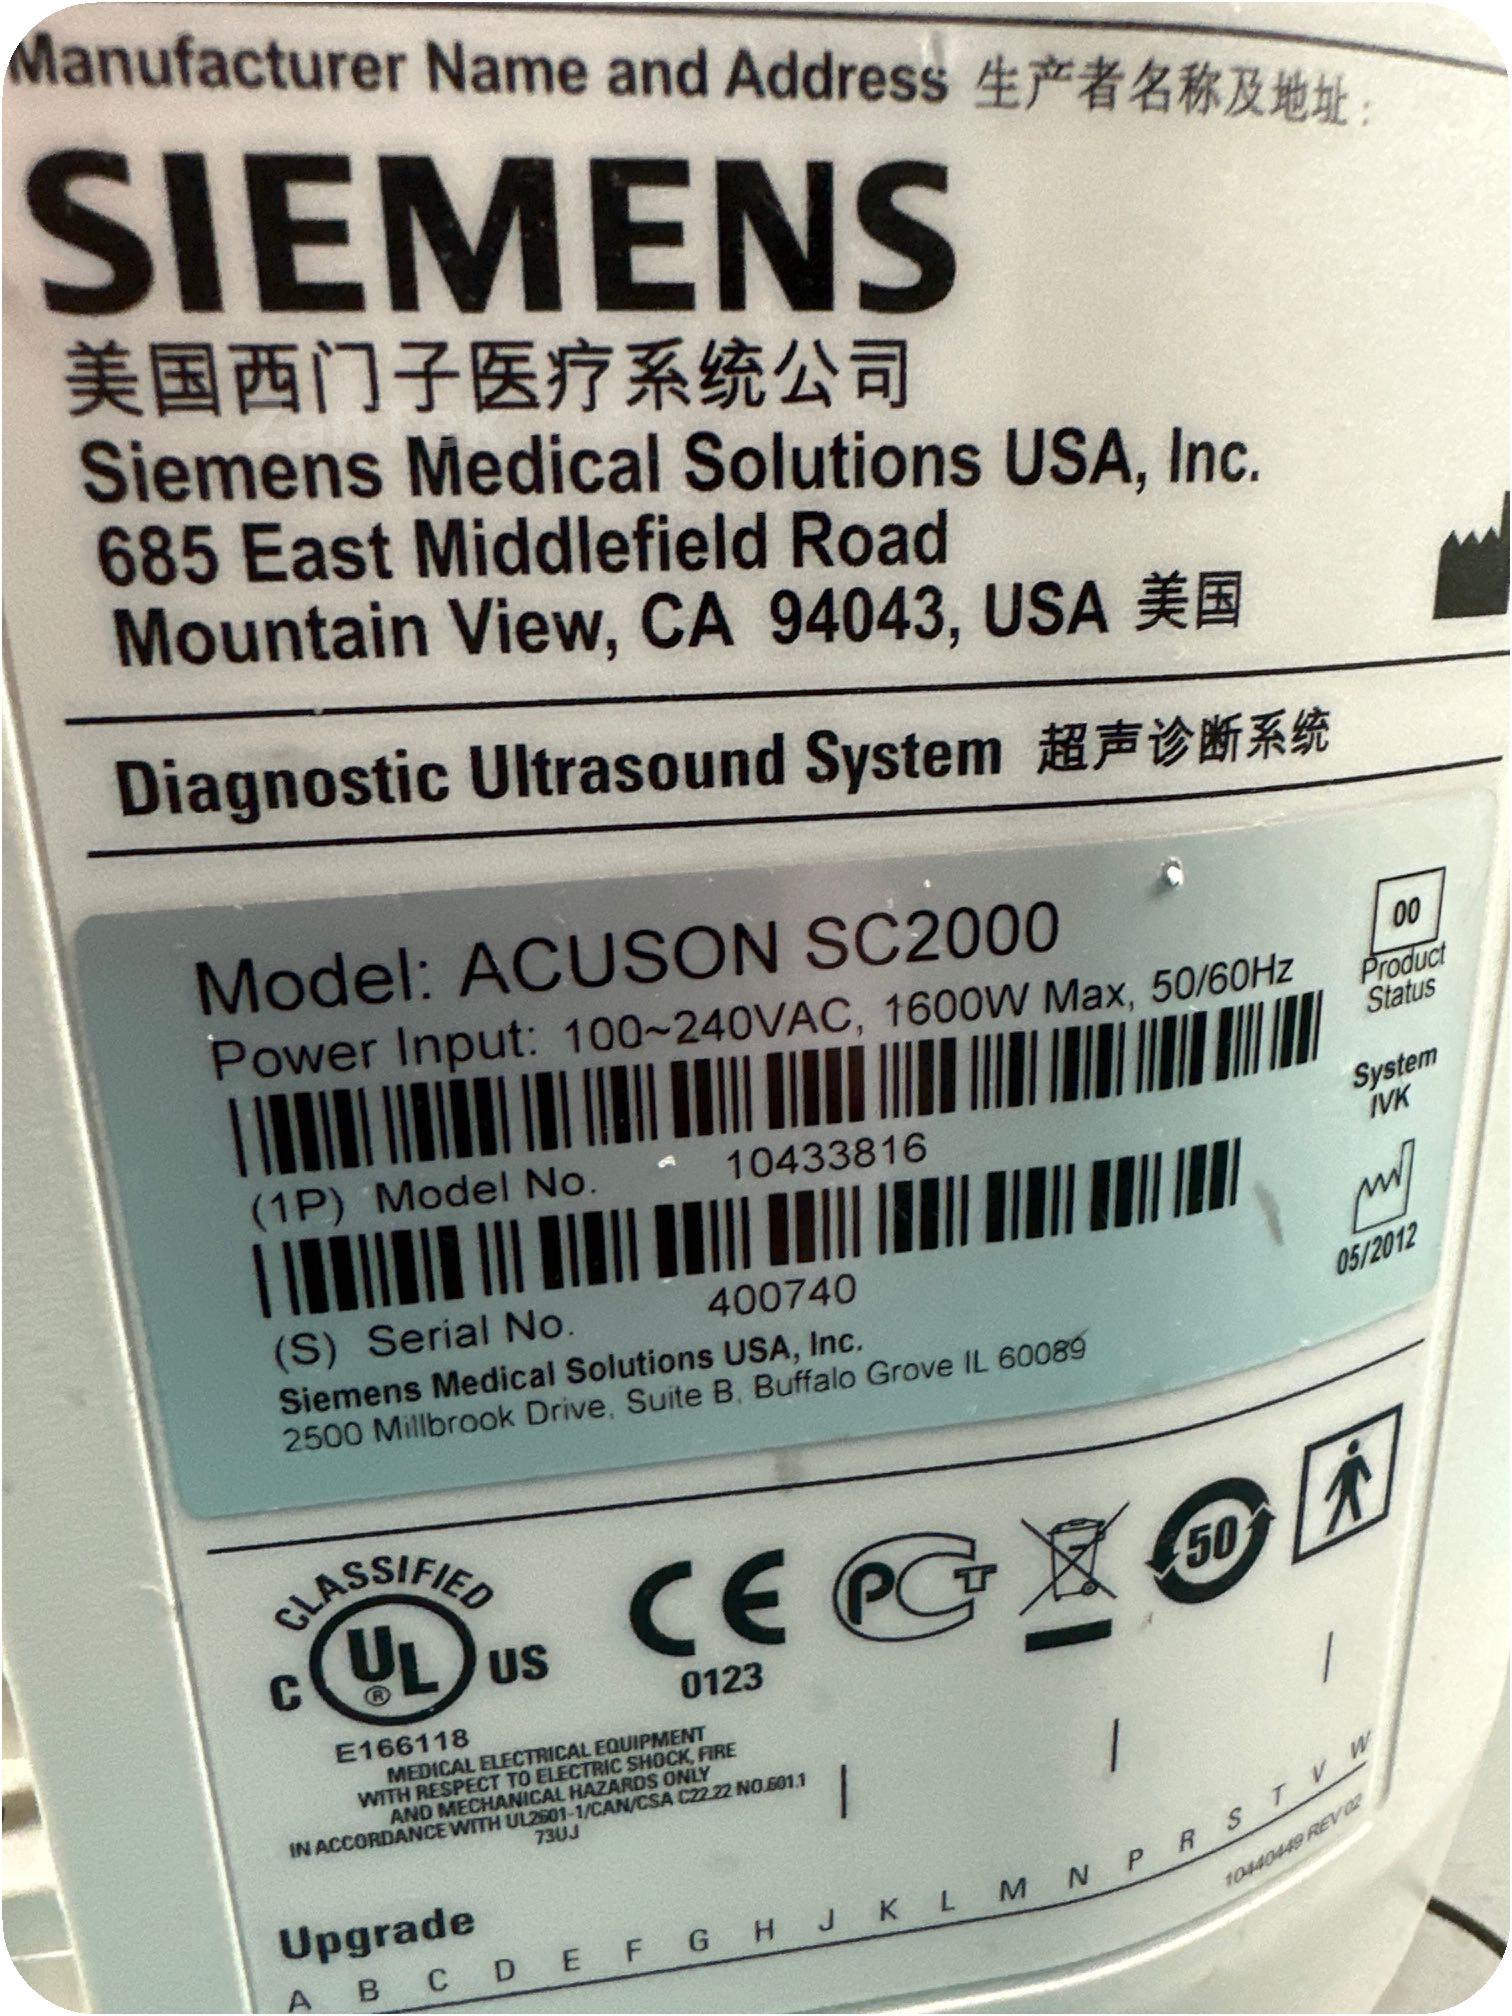 Manufacturer Name and Address 生产者名称及地址:
SIEMENS
美国西门子医疗系统公司
Siemens Medical Solutions USA, Inc.
685 East Middlefield Road
Mountain View, CA 94043, USA 美国
Diagnostic Ultrasound System 超声诊断系统
Model: ACUSON SC2000
Power Input: 100~240VAC, 1600W Max, 50/60Hz
00
Product
Status
System
IVK
(1P) Model No. 10433816
05/2012
(S) Serial No. 400740
Siemens Medical Solutions USA, Inc.
2500 Millbrook Drive, Suite B, Buffalo Grove IL 60089
CLASSIFIED
C UL ® US
E166118
CE
0123
PCT
50
MEDICAL ELECTRICAL EQUIPMENT
WITH RESPECT TO ELECTRIC SHOCK, FIRE
AND MECHANICAL HAZARDS ONLY
IN ACCORDANCE WITH UL2601-1/CAN/CSA C22.22 NO.601.1
73UJ
Upgrade
A B C D E F G H J K L M N P R S T V W
10440449 REV 02